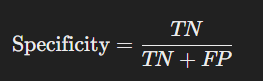 Specificity = TN / TN + FP